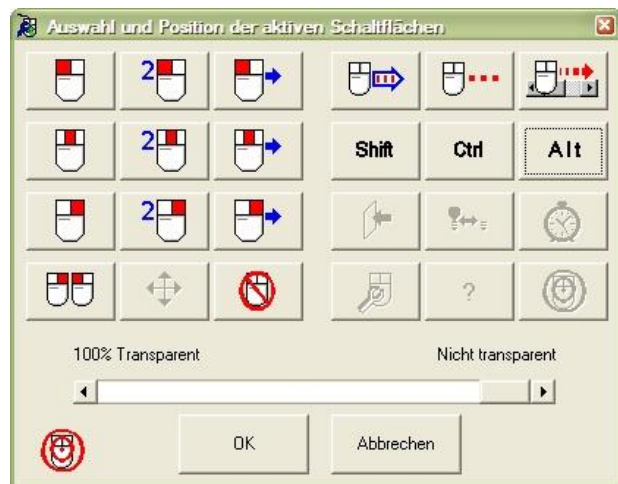 Auswahl und Position der aktiven Schaltflächen
2
2
Shift Ctrl Alt
2
?
100% Transparent Nicht transparent
OK Abbrechen